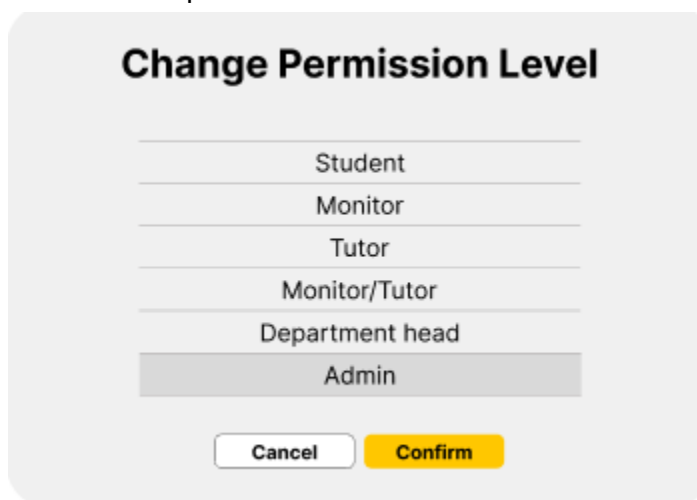 Change Permission Level
Student
Monitor
Tutor
Monitor/Tutor
Department head
Admin
Cancel Confirm